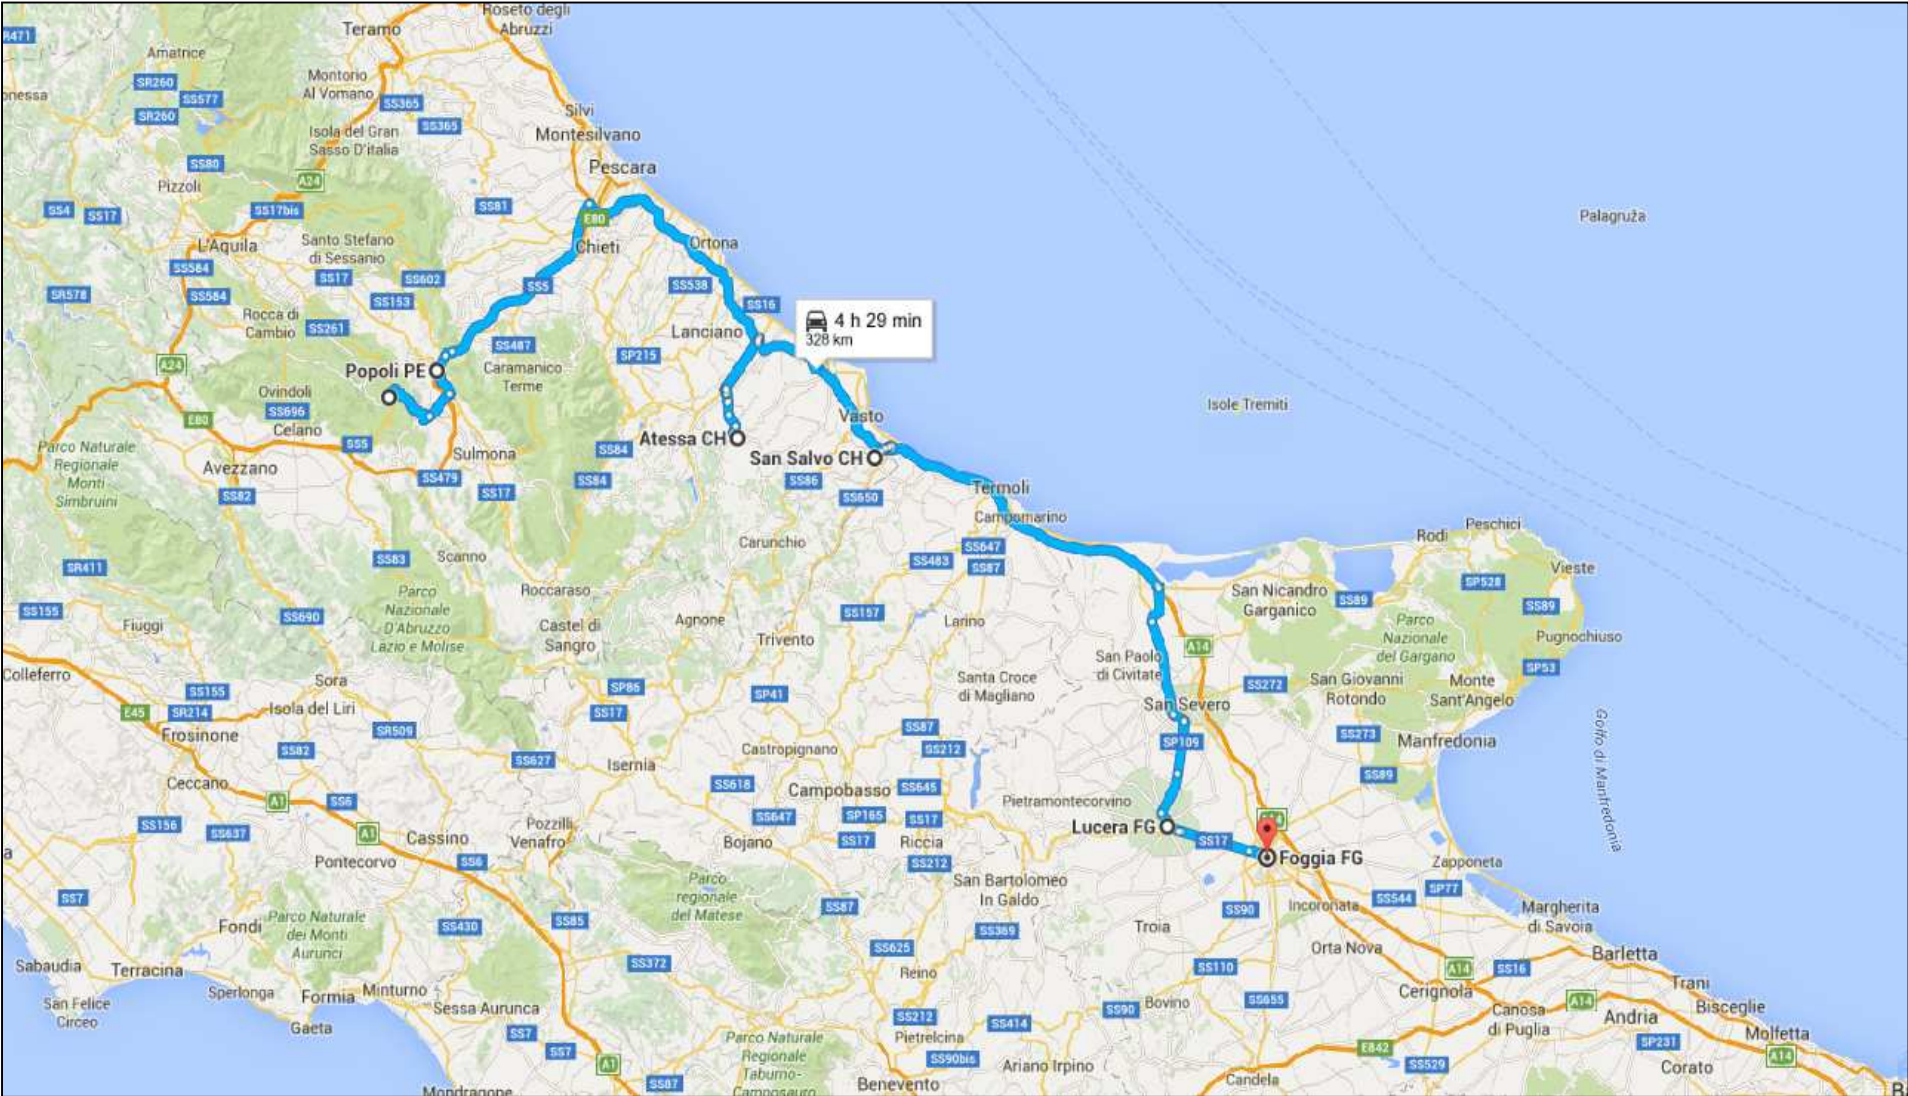 Roseto degli
Abruzzi
Teramo
R471
Amatrice
Montorio
Al Vomano
SR260
SS577
onessa
SS365
SR260
SS365
Silvi
Montesilvano
Isola del Gran
Sasso D'italia
SS80
Pescara
A24
Pizzoli
SS4
SS17
SS17bis
SS81
E80
Palagruža
L'Aquila
Santo Stefano
di Sessanio
Chieti
Ortona
SS584
SS17
SS602
SS5
SS538
SR578
SS584
SS153
SS16
Rocca di
Cambio
SS261
4 h 29 min
328 km
Lanciano
SS487
SP215
A24
Popoli PE
Caramanico
Terme
Ovindoli
SS696
Isole Tremiti
E80
Celano
Vasto
Parco Naturale
Regionale
Monti
Simbruini
SS5
Atessa CH
SS84
Sulmona
San Salvo CH
Avezzano
SS479
SS84
SS86
SS82
SS17
SS650
Termoli
Campomarino
Peschici
Rodi
Carunchio
SS647
SS83
Scanno
SS483
SS87
SR411
Vieste
SP528
Parco
Nazionale
D'Abruzzo
Lazio e Molise
Roccaraso
San Nicandro
Garganico
SS89
SS89
SS155
SS690
SS157
Fiuggi
Castel di
Sangro
Agnone
Larino
Parco
Nazionale
del Gargano
Trivento
Pugnochiuso
A14
San Paolo
di Civitate
SP53
Colleferro
Sora
SP86
SP41
Santa Croce
di Magliano
SS272
San Giovanni
Rotondo
Monte
Sant'Angelo
SS155
SR214
Isola del Liri
SS17
San Severo
E45
Frosinone
SR509
SS87
SS273
Golfo di Manfredonia
SS82
Castropignano
SS212
SP109
Manfredonia
SS627
Isernia
SS89
Ceccano
SS618
Campobasso
SS645
A1
SS6
Pietramontecorvino
SS156
SS637
A1
Cassino
Pozzilli
Venafro
SS647
SP165
SS17
Lucera FG
SS17
Bojano
SS17
Riccia
Foggia FG
Pontecorvo
SS6
SS212
Zapponeta
Parco
regionale
del Matese
San Bartolomeo
In Galdo
SS7
SP77
SS544
SS87
SS90
Incoronata
Margherita
di Savoia
Fondi
Parco Naturale
dei Monti
Aurunci
SS430
SS85
SS369
Troia
SS625
Orta Nova
Barletta
Sabaudia
Terracina
SS372
Reino
SS110
A14
SS16
Trani
San Felice
Circeo
Sperlonga
Formia
Minturno
Cerignola
Sessa Aurunca
SS90
Bovino
SS655
A14
Bisceglie
Gaeta
SS212
SS414
Canosa
di Puglia
Andria
SS7
Parco Naturale
Regionale
Taburno-
Camposauro
Pietrelcina
Molfetta
SS7
SS90bis
E842
SP231
A14
A1
Ariano Irpino
SS529
Corato
Mondragone
SS87
Benevento
Candela